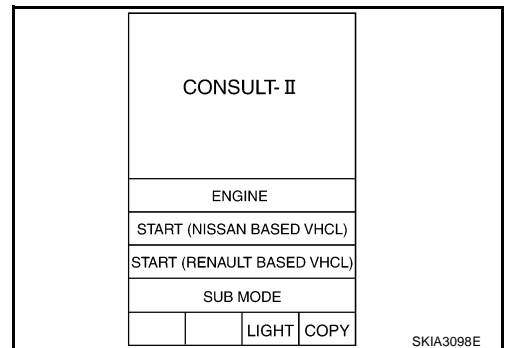 CONSULT-Ⅱ
ENGINE
START (NISSAN BASED VHCL)
START (RENAULT BASED VHCL)
SUB MODE
LIGHT COPY
SKIA3098E